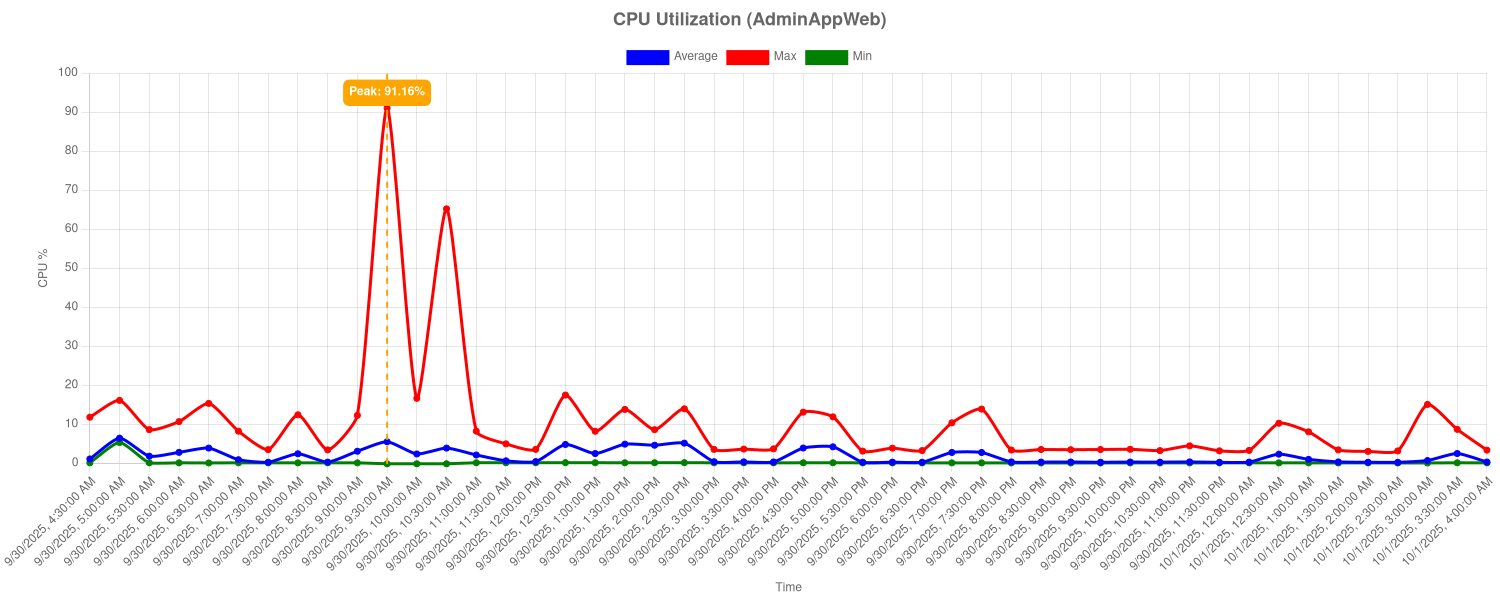 CPU Utilization (AdminAppWeb)
Average Max Min
100
Peak: 91.16%
90
80
70
60
50
40
30
20
10
0
CPU %
9/30/2025, 4:30:00 AM
9/30/2025, 5:00:00 AM
9/30/2025, 5:30:00 AM
9/30/2025, 6:00:00 AM
9/30/2025, 6:30:00 AM
9/30/2025, 7:00:00 AM
9/30/2025, 7:30:00 AM
9/30/2025, 8:00:00 AM
9/30/2025, 8:30:00 AM
9/30/2025, 9:00:00 AM
9/30/2025, 9:30:00 AM
9/30/2025, 10:00:00 AM
9/30/2025, 10:30:00 AM
9/30/2025, 11:00:00 AM
9/30/2025, 11:30:00 AM
9/30/2025, 12:00:00 PM
9/30/2025, 12:30:00 PM
9/30/2025, 1:00:00 PM
9/30/2025, 1:30:00 PM
9/30/2025, 2:00:00 PM
9/30/2025, 2:30:00 PM
9/30/2025, 3:00:00 PM
9/30/2025, 3:30:00 PM
9/30/2025, 4:00:00 PM
9/30/2025, 4:30:00 PM
9/30/2025, 5:00:00 PM
9/30/2025, 5:30:00 PM
9/30/2025, 6:00:00 PM
9/30/2025, 6:30:00 PM
9/30/2025, 7:00:00 PM
9/30/2025, 7:30:00 PM
9/30/2025, 8:00:00 PM
9/30/2025, 8:30:00 PM
9/30/2025, 9:00:00 PM
9/30/2025, 9:30:00 PM
9/30/2025, 10:00:00 PM
9/30/2025, 10:30:00 PM
9/30/2025, 11:00:00 PM
9/30/2025, 11:30:00 PM
10/1/2025, 12:00:00 AM
10/1/2025, 12:30:00 AM
10/1/2025, 1:00:00 AM
10/1/2025, 1:30:00 AM
10/1/2025, 2:00:00 AM
10/1/2025, 2:30:00 AM
10/1/2025, 3:00:00 AM
10/1/2025, 3:30:00 AM
10/1/2025, 4:00:00 AM
Time